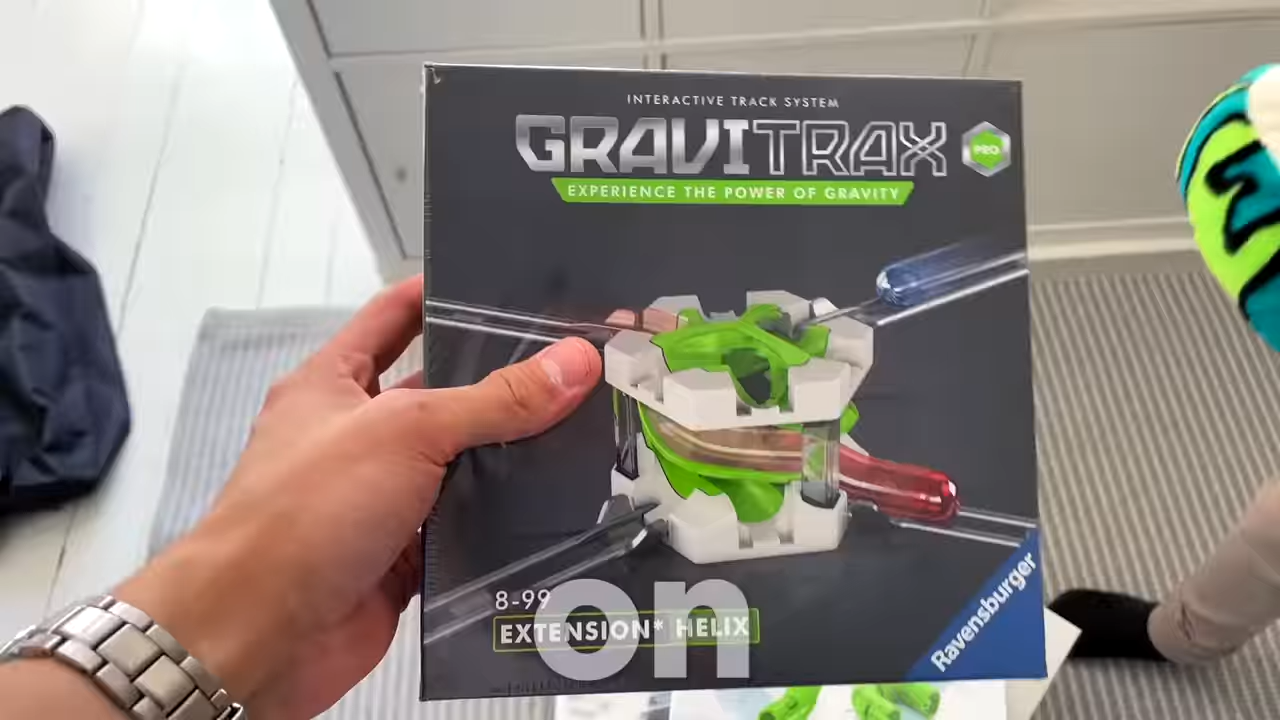 INTERACTIVE TRACK SYSTEM
GRAVITRAX
PRO
EXPERIENCE THE POWER OF GRAVITY
8-99
EXTENSION* HELIX
on
Ravensburger